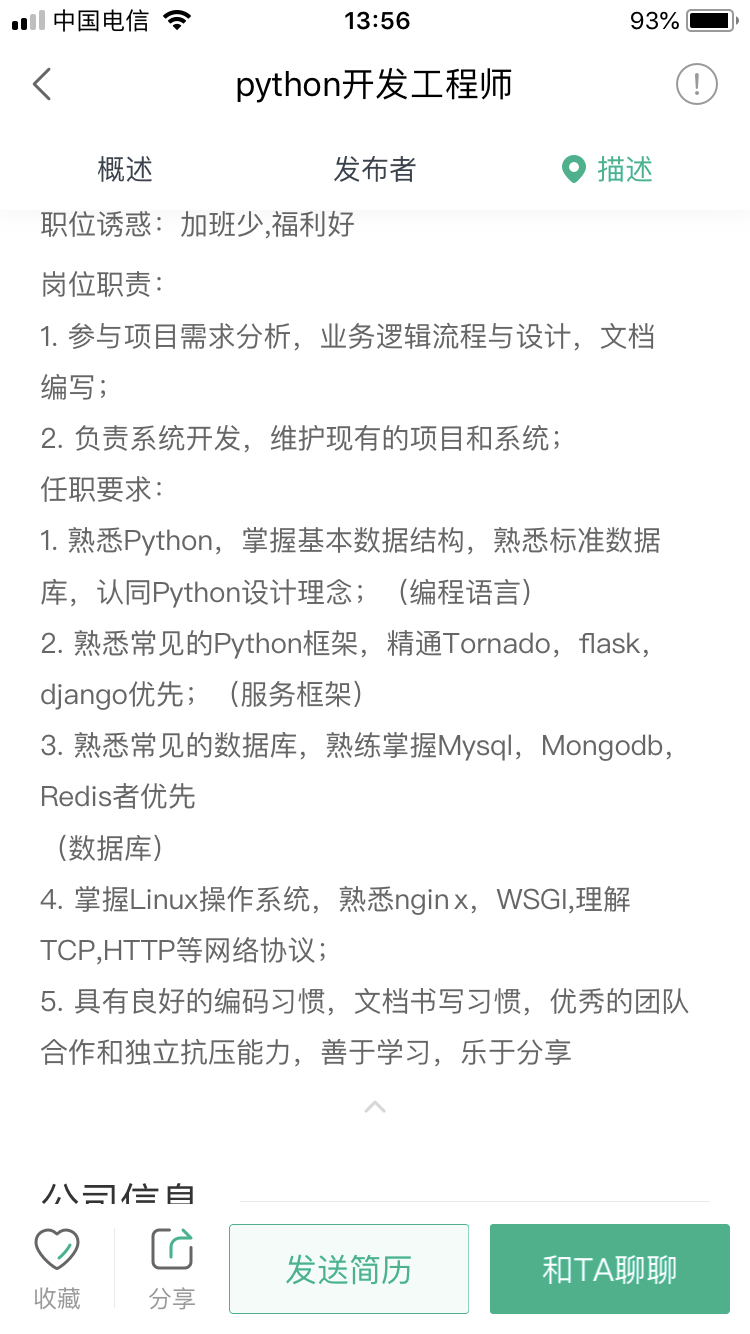 中国电信 13:56 93%
python开发工程师
概述 发布者 描述
职位诱惑：加班少,福利好
岗位职责：
1. 参与项目需求分析，业务逻辑流程与设计，文档
编写；
2. 负责系统开发，维护现有的项目和系统；
任职要求：
1. 熟悉Python，掌握基本数据结构，熟悉标准数据
库，认同Python设计理念；（编程语言）
2. 熟悉常见的Python框架，精通Tornado，flask，
django优先；（服务框架）
3. 熟悉常见的数据库，熟练掌握Mysql，Mongodb，
Redis者优先
（数据库）
4. 掌握Linux操作系统，熟悉nginx，WSGI,理解
TCP,HTTP等网络协议；
5. 具有良好的编码习惯，文档书写习惯，优秀的团队
合作和独立抗压能力，善于学习，乐于分享
公司信息
收藏 分享 发送简历 和TA聊聊